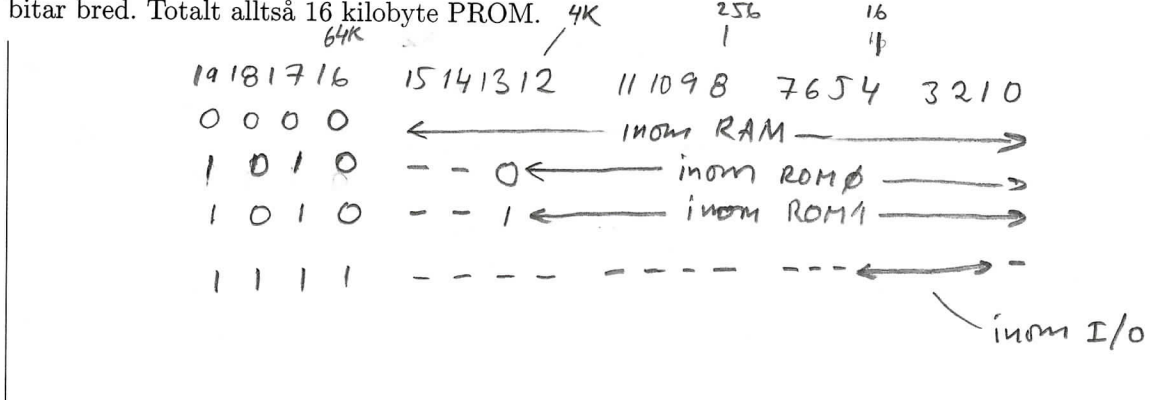 bitar bred. Totalt alltså 16 kilobyte PROM. 4K 256 16
64K
19 18 17 16 15 14 13 12 11 10 9 8 7 6 5 4 3 2 1 0
0 0 0 0 inom RAM
1 0 1 0 - - 0 inom ROM0
1 0 1 0 - - 1 inom ROM1
1 1 1 1 - - - - - - - - - - - -
inom I/O